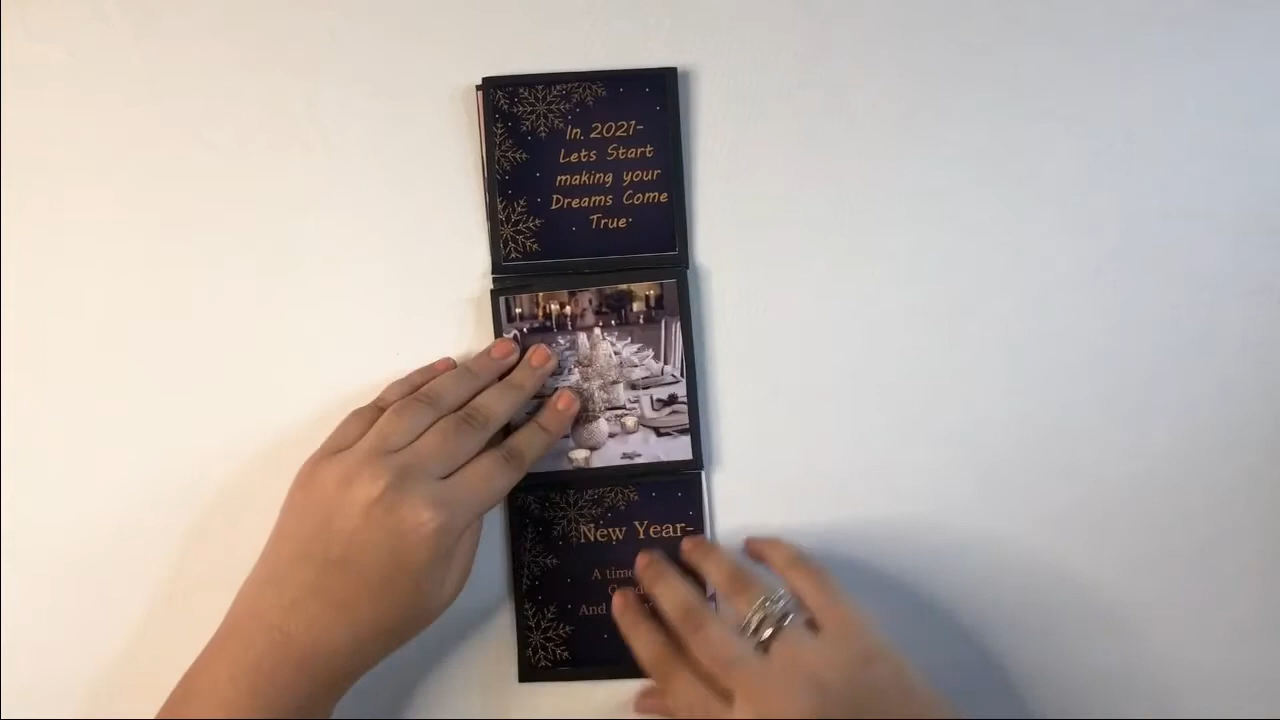 In 2021-
Lets Start
making your
Dreams Come
True.
New Year-
A time
And